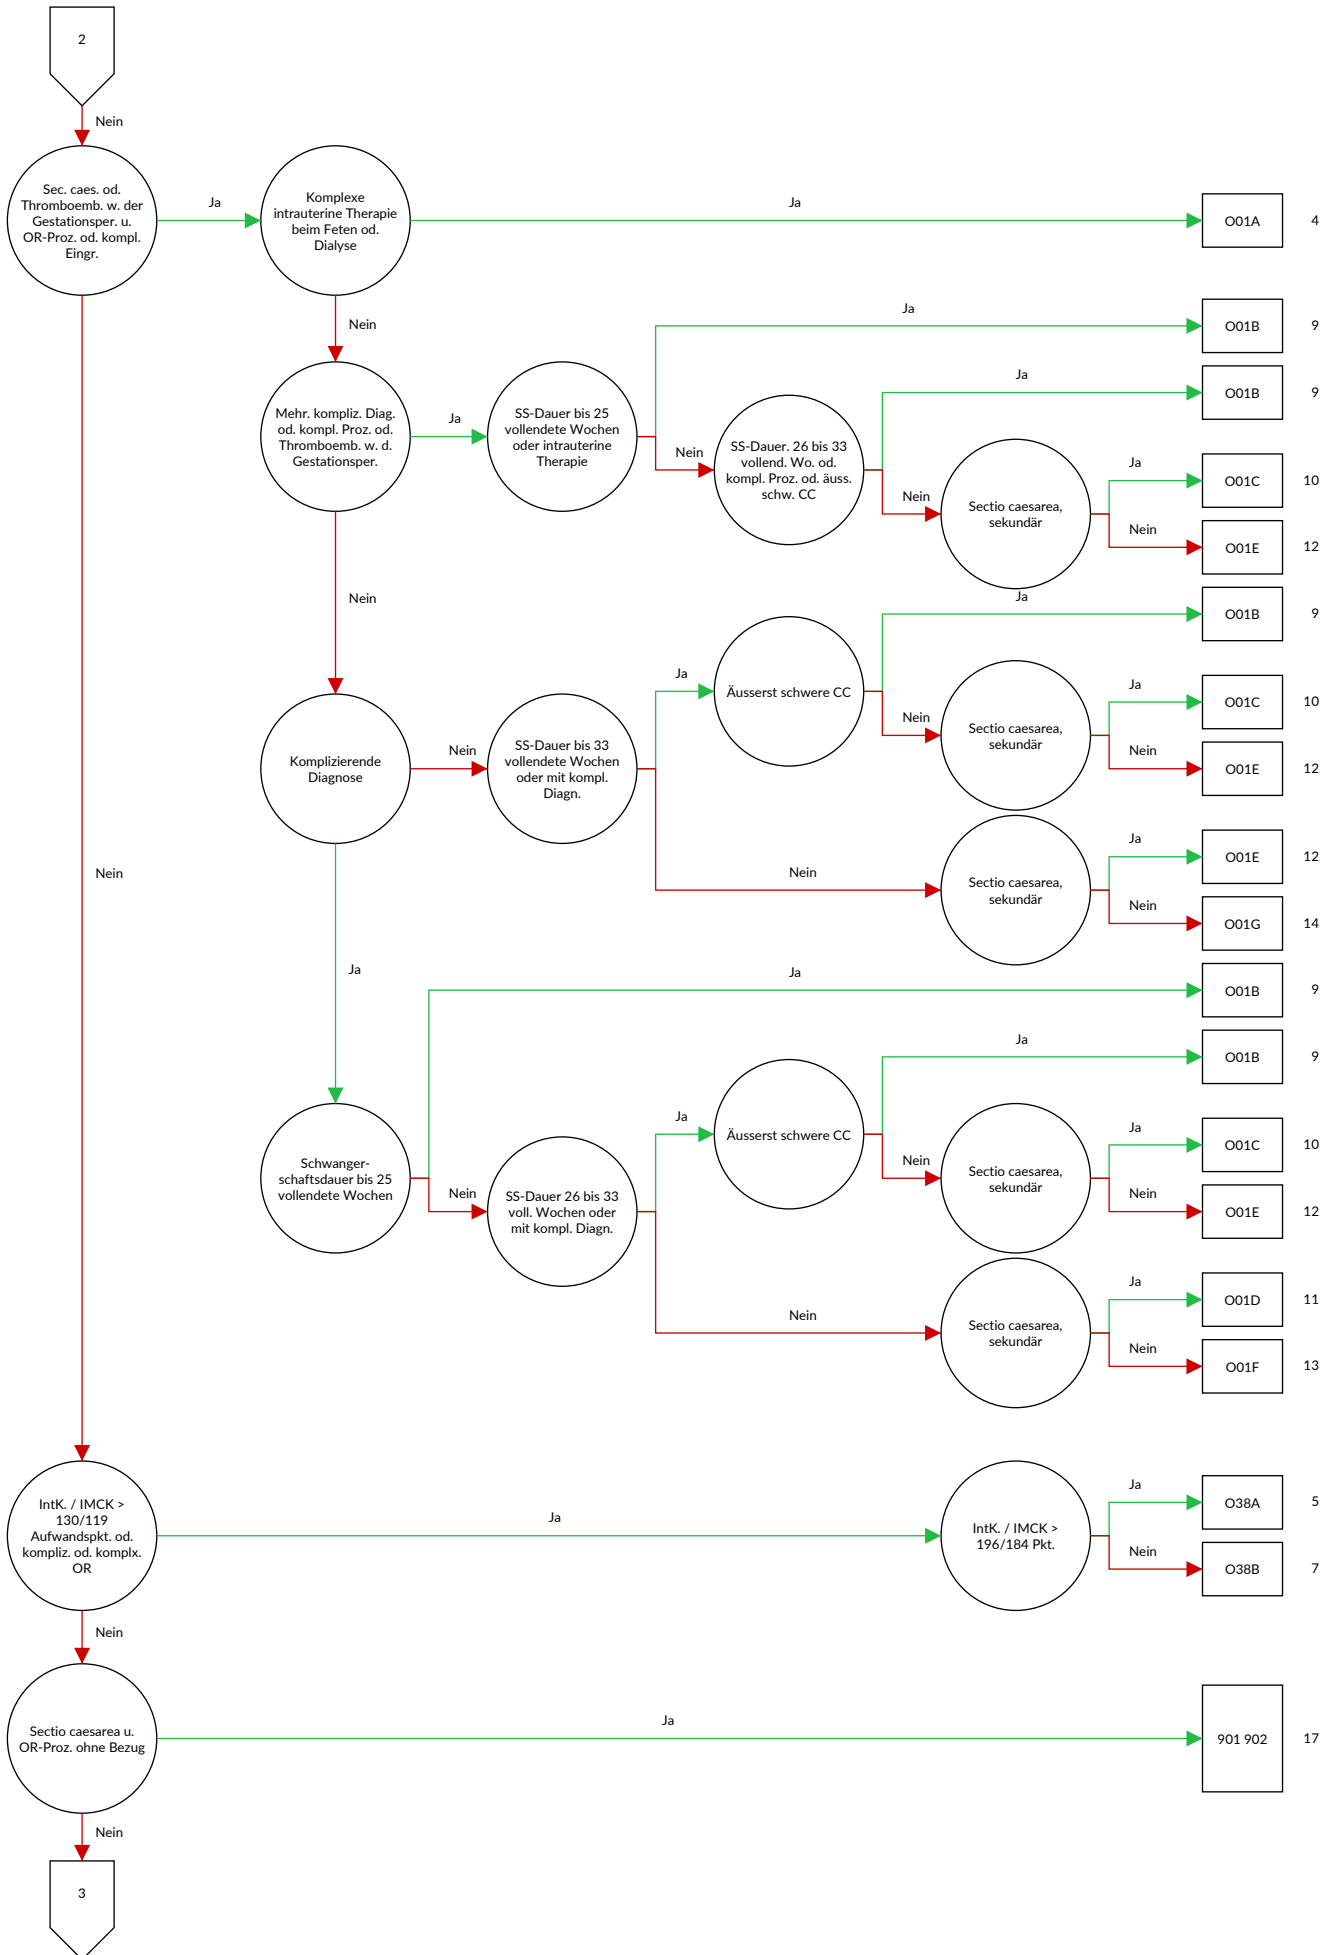 2
Nein
Sec. caes. od.
Thromboemb. w. der
Gestationsper. u.
OR-Proz. od. kompl.
Eingr.
Ja
Komplexe
intrauterine Therapie
beim Feten od.
Dialyse
Ja
O01A
4
Nein
Ja
O01B
9
Mehr. kompliz. Diag.
od. kompl. Proz. od.
Thromboemb. w. d.
Gestationsper.
Ja
SS-Dauer bis 25
vollendete Wochen
oder intrauterine
Therapie
Nein
SS-Dauer. 26 bis 33
vollend. Wo. od.
kompl. Proz. od. äuss.
schw. CC
Ja
O01B
9
Nein
Sectio caesarea,
sekundär
Ja
O01C
10
Nein
O01E
12
Nein
Ja
O01B
9
Komplizierende
Diagnose
Nein
SS-Dauer bis 33
vollendete Wochen
oder mit kompl.
Diagn.
Ja
Äusserst schwere CC
Nein
Sectio caesarea,
sekundär
Ja
O01C
10
Nein
O01E
12
Nein
Sectio caesarea,
sekundär
Ja
O01E
12
Nein
O01G
14
Nein
Ja
Ja
O01B
9
Schwanger-
schaftsdauer bis 25
vollendete Wochen
Nein
SS-Dauer 26 bis 33
voll. Wochen oder
mit kompl. Diagn.
Ja
Äusserst schwere CC
Ja
O01B
9
Nein
Sectio caesarea,
sekundär
Ja
O01C
10
Nein
O01E
12
Nein
Sectio caesarea,
sekundär
Ja
O01D
11
Nein
O01F
13
IntK. / IMCK >
130/119
Aufwandspkt. od.
kompliz. od. komplx.
OR
Ja
IntK. / IMCK >
196/184 Pkt.
Ja
O38A
5
Nein
O38B
7
Nein
Sectio caesarea u.
OR-Proz. ohne Bezug
Ja
901 902
17
Nein
3